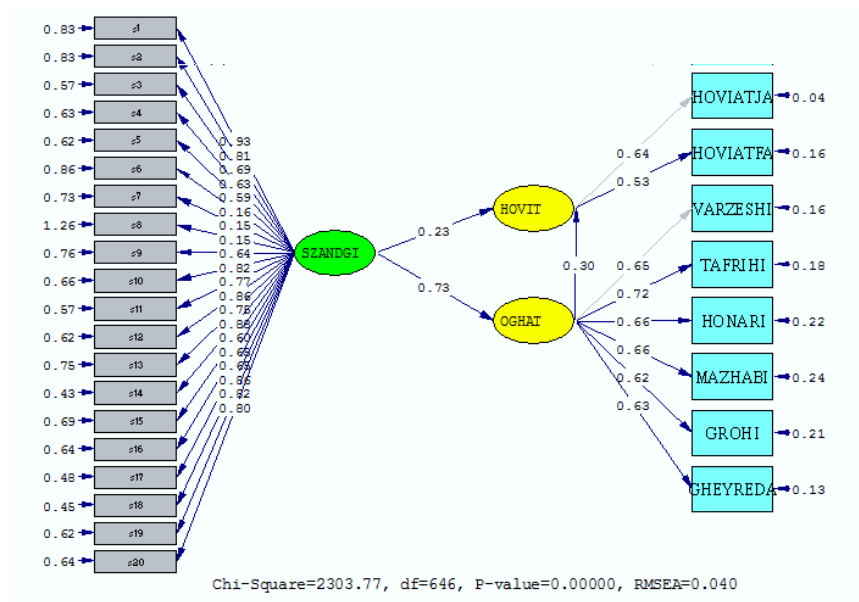 0.83 s1
0.83 s2
0.57 s3
0.63 s4
0.62 s5
0.86 s6
0.73 s7
1.26 s8
0.76 s9
0.66 s10
0.57 s11
0.62 s12
0.75 s13
0.43 s14
0.69 s15
0.64 s16
0.48 s17
0.45 s18
0.62 s19
0.64 s20
0.93
0.81
0.69
0.63
0.59
0.16
0.15
0.15
0.64
0.82
0.77
0.86
0.60
0.86
0.82
0.80
SZANDGI
0.23
0.73
HOVIT
0.30
OGHAT
0.64
0.53
0.65
0.72
0.66
0.66
0.62
0.63
HOVIATJA 0.04
HOVIATFA 0.16
VARZESHI 0.16
TAFRIHI 0.18
HONARI 0.22
MAZHABI 0.24
GROHI 0.21
GHEYREDA 0.13
Chi-Square=2303.77, df=646, P-value=0.00000, RMSEA=0.040